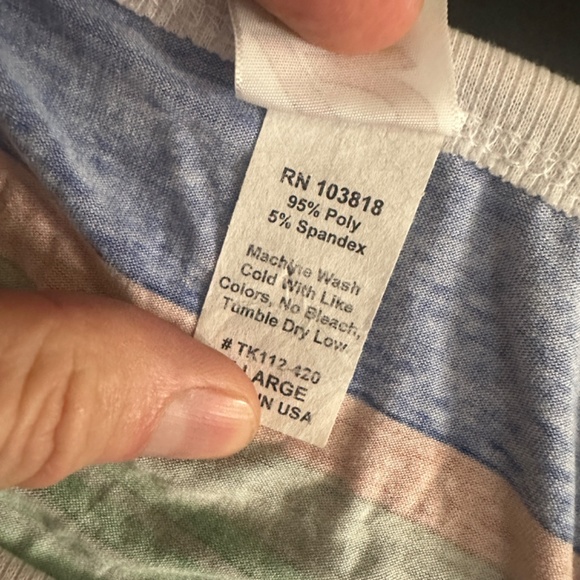 RN 103818
95% Poly
5% Spandex
Machine Wash
Cold With Like
Colors, No Bleach,
Tumble Dry Low.
# TK112-420
LARGE
IN USA